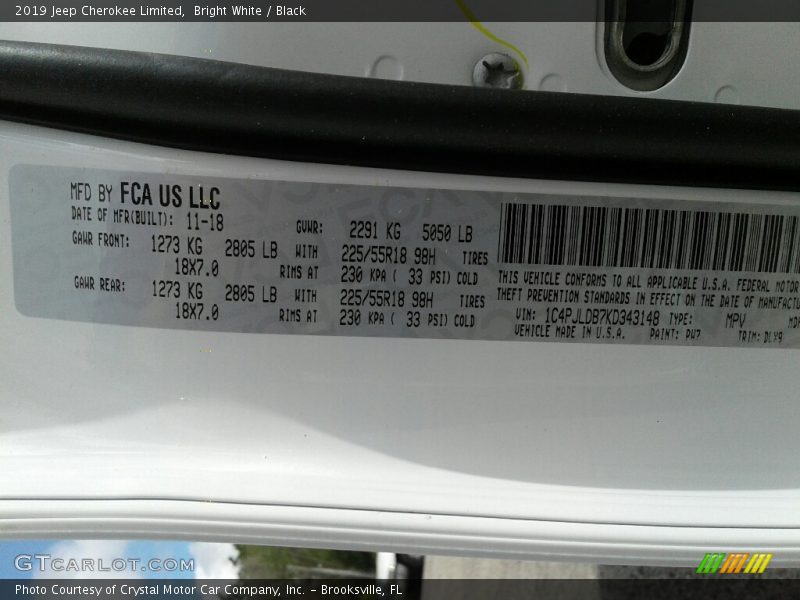 2019 Jeep Cherokee Limited, Bright White / Black
MFD BY FCA US LLC
DATE OF MFR(BUILT): 11-18
GVWR: 2291 KG 5050 LB
GAWR FRONT: 1273 KG 2805 LB WITH 225/55R18 98H TIRES
18X7.0 RIMS AT 230 KPA ( 33 PSI) COLD
GAWR REAR: 1273 KG 2805 LB WITH 225/55R18 98H TIRES
18X7.0 RIMS AT 230 KPA ( 33 PSI) COLD
THIS VEHICLE CONFORMS TO ALL APPLICABLE U.S.A. FEDERAL MOTOR
THEFT PREVENTION STANDARDS IN EFFECT ON THE DATE OF MANUFACTU
VIN: 1C4PJLDB7KD343148 TYPE: MPV
VEHICLE MADE IN U.S.A. PAINT: PW7 TRIM: DLX9
GTCARLOT.COM
Photo Courtesy of Crystal Motor Car Company, Inc. – Brooksville, FL